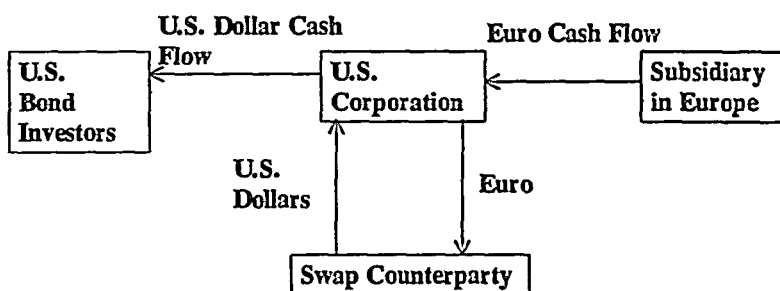 U.S. Dollar Cash
Flow
Euro Cash Flow
U.S.
Bond
Investors
U.S.
Corporation
Subsidiary
in Europe
U.S.
Dollars
Euro
Swap Counterparty